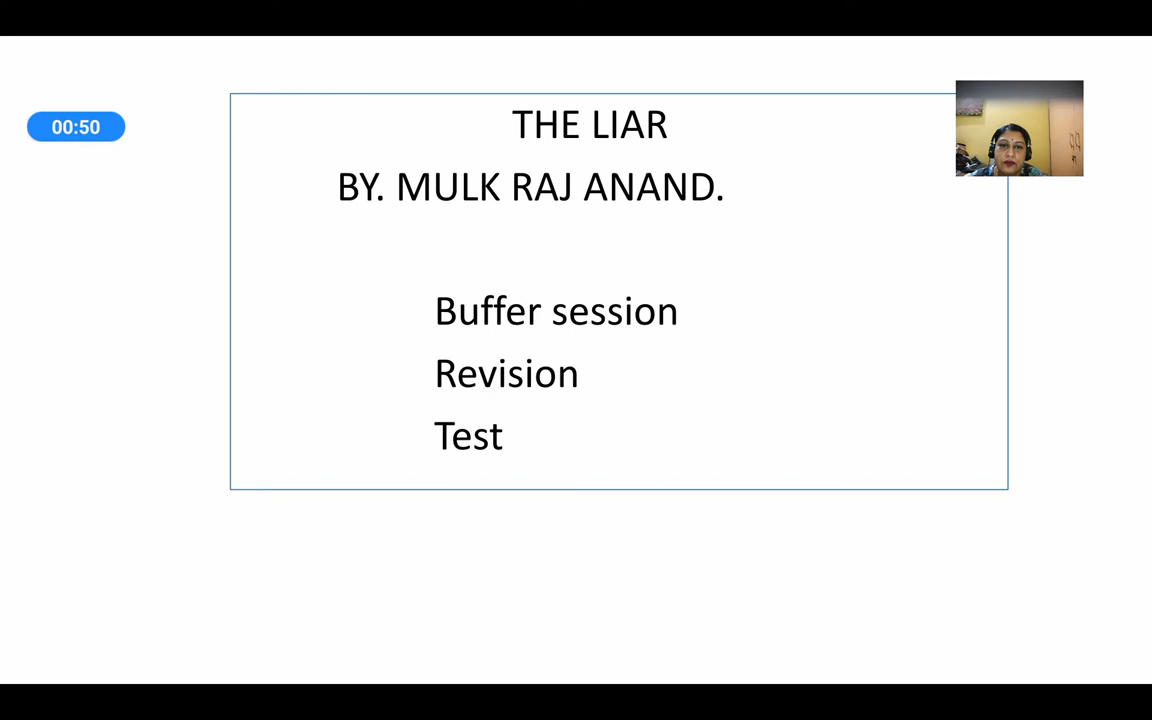 00:50
THE LIAR
BY. MULK RAJ ANAND.
Buffer session
Revision
Test